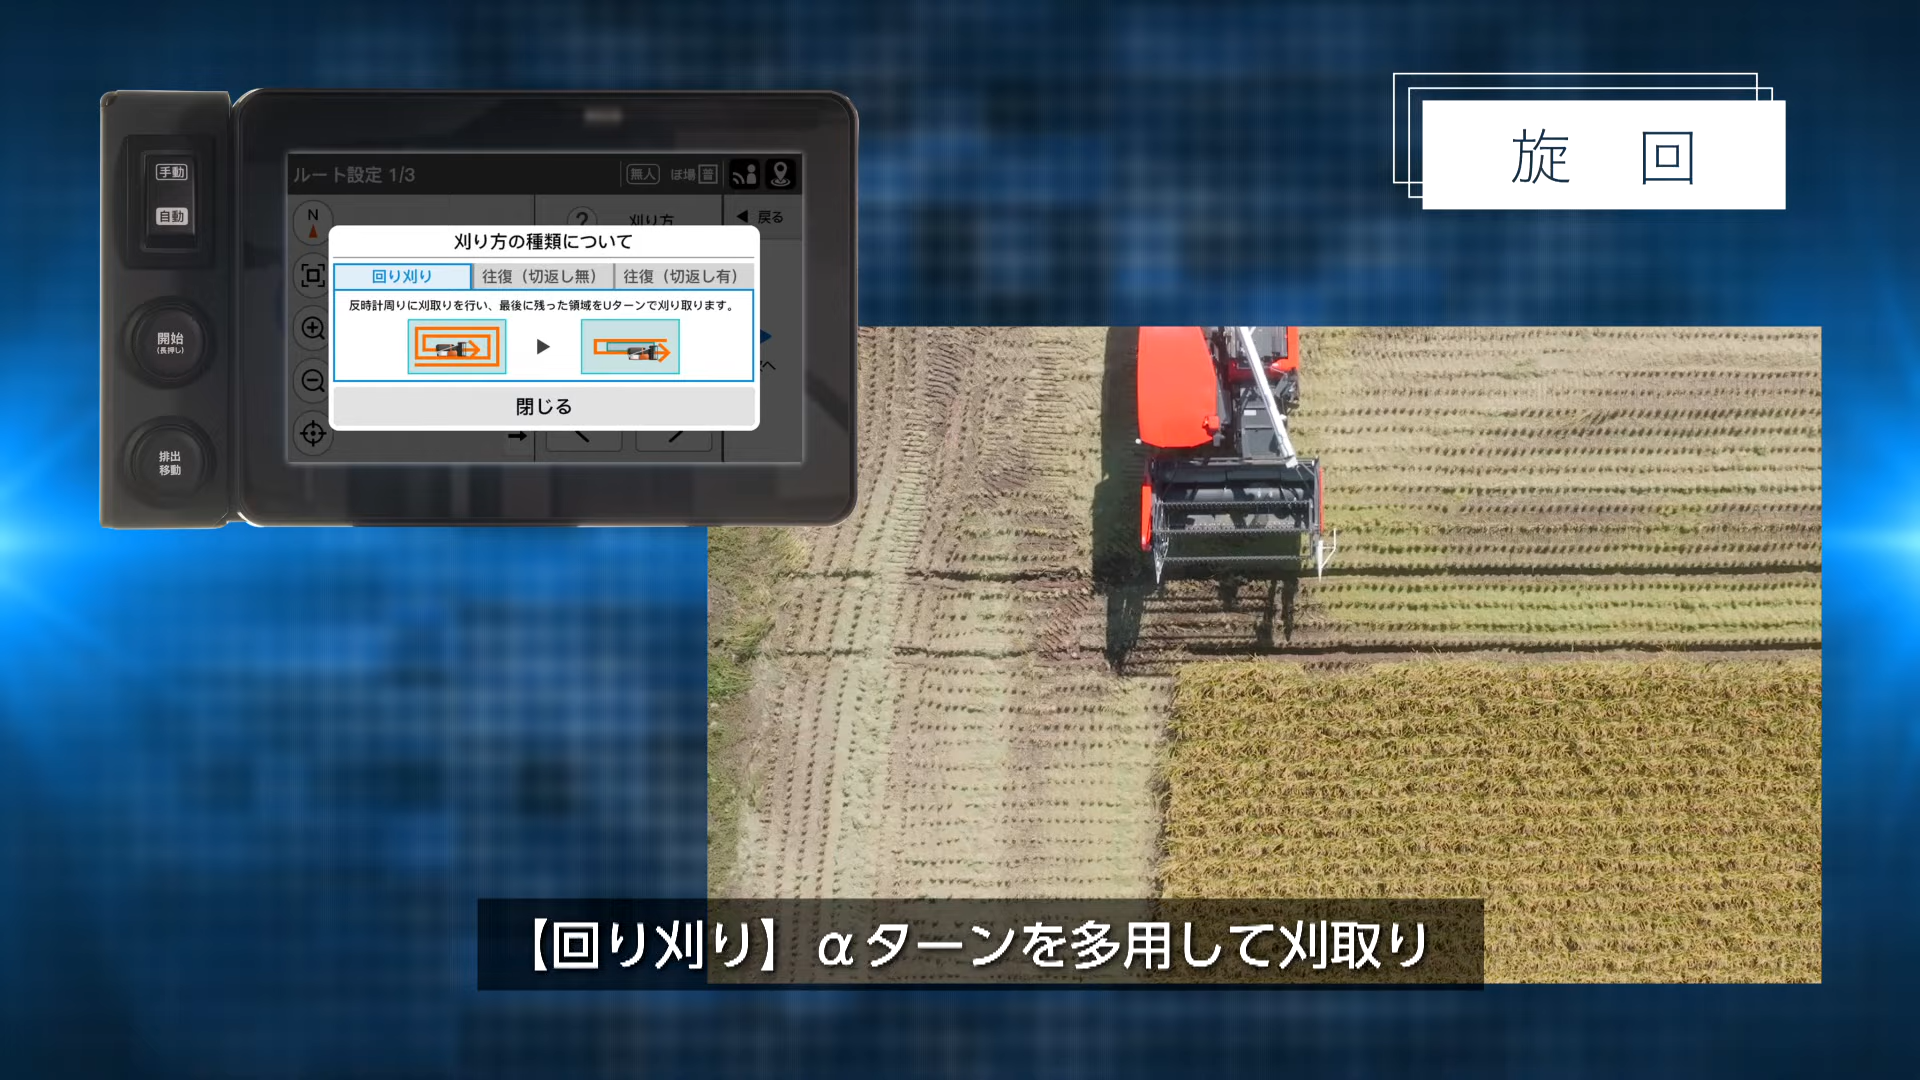 旋 回
手動
自動
開始
(長押し)
排出
移動
ルート設定 1/3
無人 ほ場 普
N
? 刈り方
戻る
刈り方の種類について
回り刈り
往復（切返し無）
往復（切返し有）
反時計周りに刈取りを行い、最後に残った領域をUターンで刈り取ります。
閉じる
【回り刈り】αターンを多用して刈取り